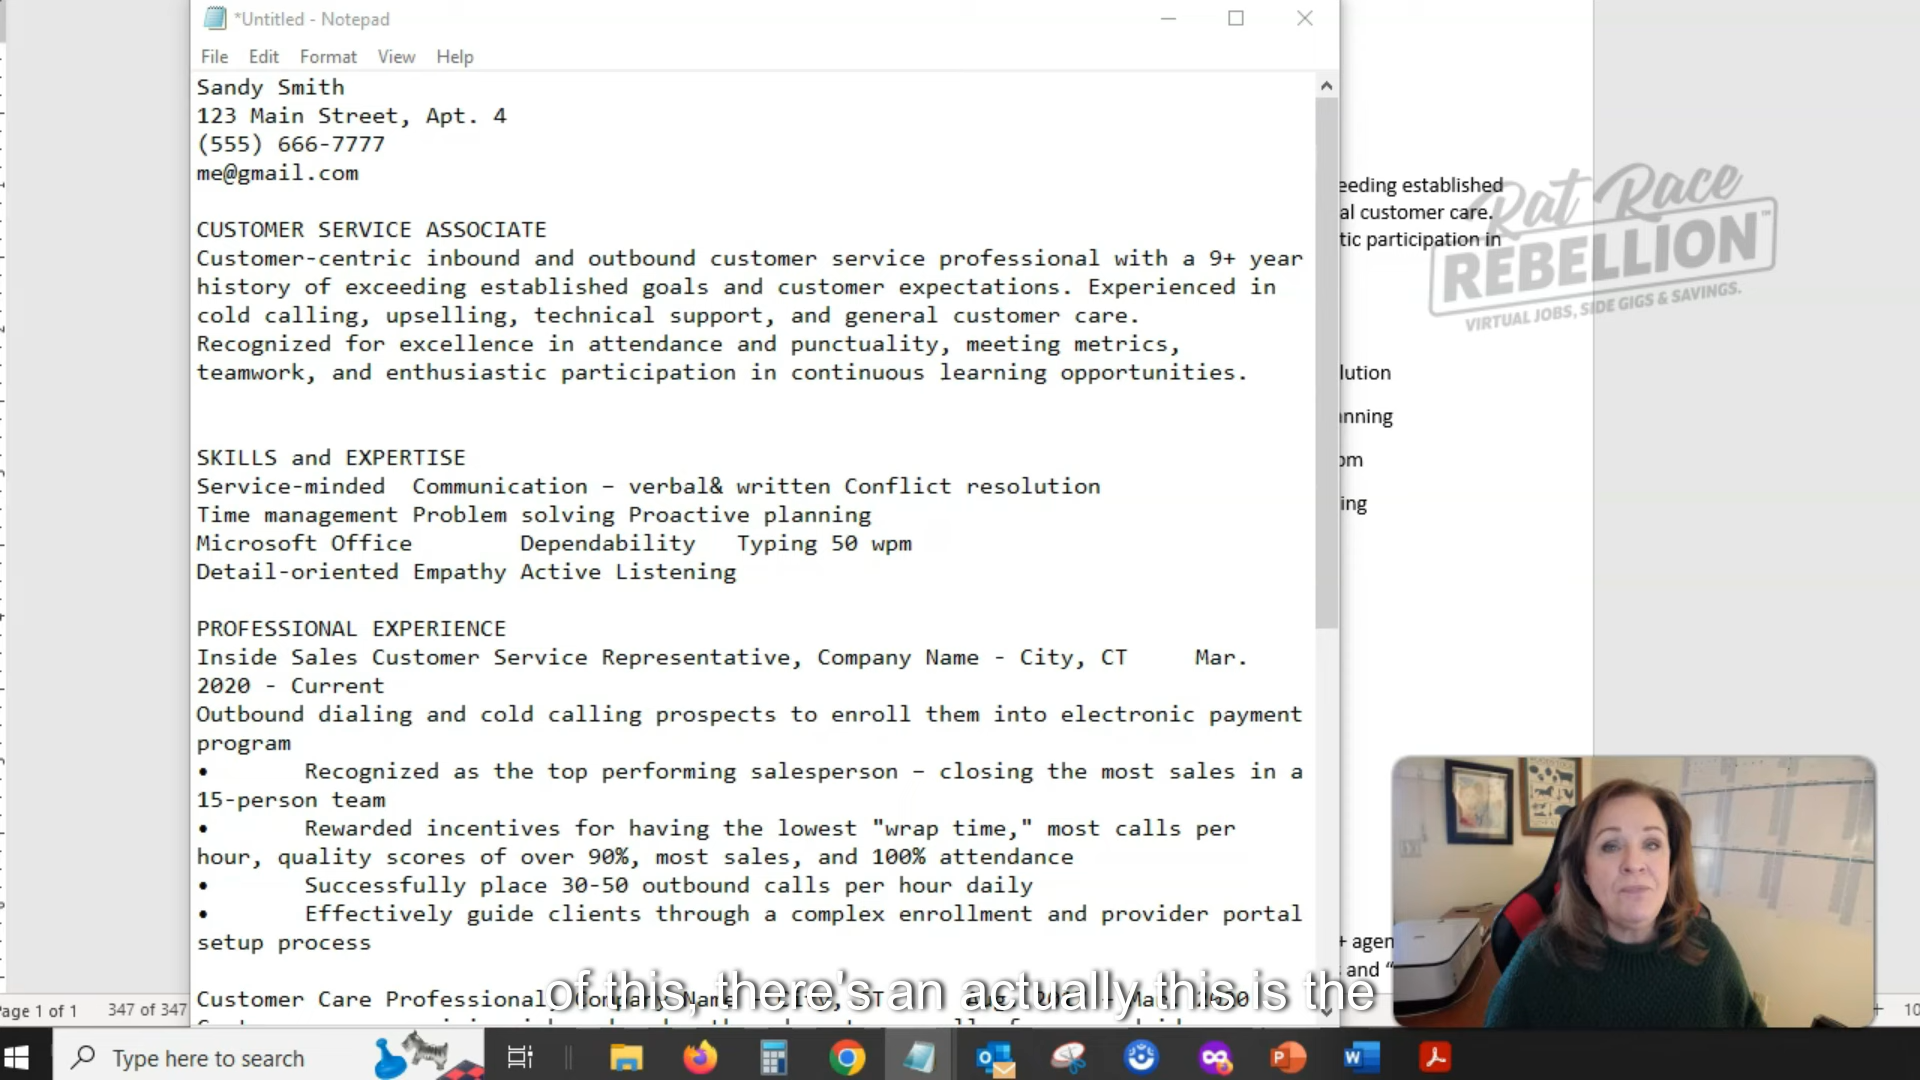 *Untitled - Notepad
File Edit Format View Help
Sandy Smith
123 Main Street, Apt. 4
(555) 666-7777
me@gmail.com
CUSTOMER SERVICE ASSOCIATE
Customer-centric inbound and outbound customer service professional with a 9+ year
history of exceeding established goals and customer expectations. Experienced in
cold calling, upselling, technical support, and general customer care.
Recognized for excellence in attendance and punctuality, meeting metrics,
teamwork, and enthusiastic participation in continuous learning opportunities.
SKILLS and EXPERTISE
Service-minded Communication – verbal& written Conflict resolution
Time management Problem solving Proactive planning
Microsoft Office Dependability Typing 50 wpm
Detail-oriented Empathy Active Listening
PROFESSIONAL EXPERIENCE
Inside Sales Customer Service Representative, Company Name - City, CT Mar.
2020 - Current
Outbound dialing and cold calling prospects to enroll them into electronic payment
program
• Recognized as the top performing salesperson – closing the most sales in a
15-person team
• Rewarded incentives for having the lowest "wrap time," most calls per
hour, quality scores of over 90%, most sales, and 100% attendance
• Successfully place 30-50 outbound calls per hour daily
• Effectively guide clients through a complex enrollment and provider portal
setup process
Customer Care Professional
of this, there's an actually this is the
eeding established
al customer care.
tic participation in
Rat Race
REBELLION™
VIRTUAL JOBS, SIDE GIGS & SAVINGS.
lution
nning
pm
ing
+ agen
and “
age 1 of 1 347 of 347
Type here to search